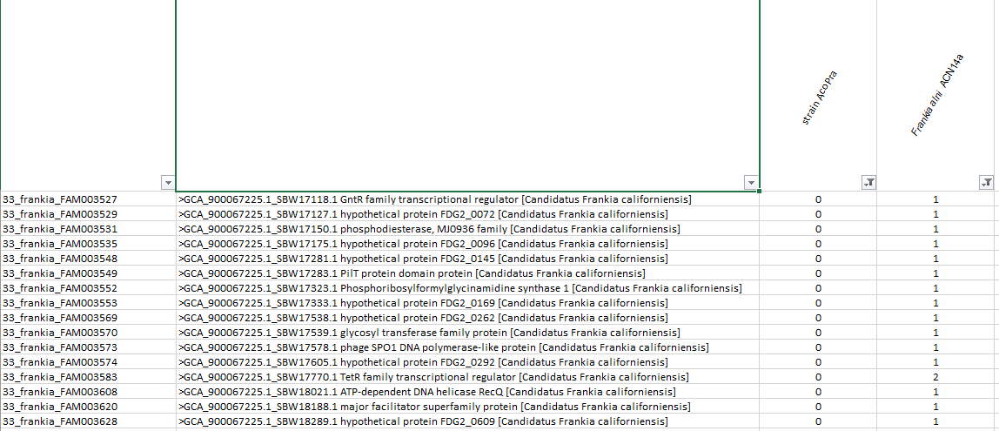 strain AcoPra
Frankia alni ACN14a
33_frankia_FAM003527 >GCA_900067225.1_SBW17118.1 GntR family transcriptional regulator [Candidatus Frankia californiensis] 0 1
33_frankia_FAM003529 >GCA_900067225.1_SBW17127.1 hypothetical protein FDG2_0072 [Candidatus Frankia californiensis] 0 1
33_frankia_FAM003531 >GCA_900067225.1_SBW17150.1 phosphodiesterase, MJ0936 family [Candidatus Frankia californiensis] 0 1
33_frankia_FAM003535 >GCA_900067225.1_SBW17175.1 hypothetical protein FDG2_0096 [Candidatus Frankia californiensis] 0 1
33_frankia_FAM003548 >GCA_900067225.1_SBW17281.1 hypothetical protein FDG2_0145 [Candidatus Frankia californiensis] 0 1
33_frankia_FAM003549 >GCA_900067225.1_SBW17283.1 PilT protein domain protein [Candidatus Frankia californiensis] 0 1
33_frankia_FAM003552 >GCA_900067225.1_SBW17323.1 Phosphoribosylformylglycinamidine synthase 1 [Candidatus Frankia californiensis] 0 1
33_frankia_FAM003553 >GCA_900067225.1_SBW17333.1 hypothetical protein FDG2_0169 [Candidatus Frankia californiensis] 0 1
33_frankia_FAM003569 >GCA_900067225.1_SBW17538.1 hypothetical protein FDG2_0262 [Candidatus Frankia californiensis] 0 1
33_frankia_FAM003570 >GCA_900067225.1_SBW17539.1 glycosyl transferase family protein [Candidatus Frankia californiensis] 0 1
33_frankia_FAM003573 >GCA_900067225.1_SBW17578.1 phage SPO1 DNA polymerase-like protein [Candidatus Frankia californiensis] 0 1
33_frankia_FAM003574 >GCA_900067225.1_SBW17605.1 hypothetical protein FDG2_0292 [Candidatus Frankia californiensis] 0 1
33_frankia_FAM003583 >GCA_900067225.1_SBW17770.1 TetR family transcriptional regulator [Candidatus Frankia californiensis] 0 2
33_frankia_FAM003608 >GCA_900067225.1_SBW18021.1 ATP-dependent DNA helicase RecQ [Candidatus Frankia californiensis] 0 1
33_frankia_FAM003620 >GCA_900067225.1_SBW18188.1 major facilitator superfamily protein [Candidatus Frankia californiensis] 0 1
33_frankia_FAM003628 >GCA_900067225.1_SBW18289.1 hypothetical protein FDG2_0609 [Candidatus Frankia californiensis] 0 1